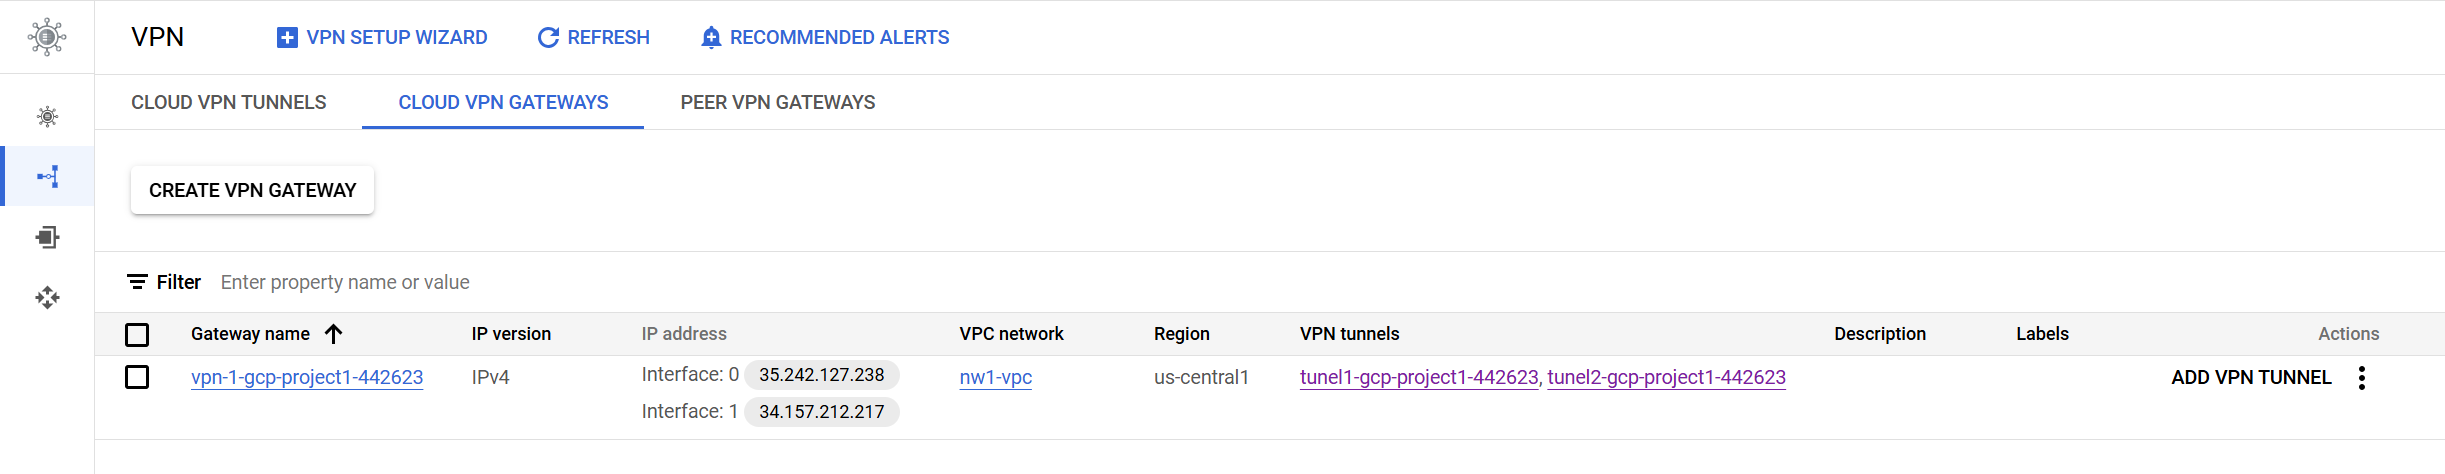 VPN VPN SETUP WIZARD REFRESH RECOMMENDED ALERTS
CLOUD VPN TUNNELS CLOUD VPN GATEWAYS PEER VPN GATEWAYS
CREATE VPN GATEWAY
Filter Enter property name or value
Gateway name IP version IP address VPC network Region VPN tunnels Description Labels Actions
vpn-1-gcp-project1-442623 IPv4 Interface: 0 35.242.127.238 nw1-vpc us-central1 tunel1-gcp-project1-442623, tunel2-gcp-project1-442623 ADD VPN TUNNEL
Interface: 1 34.157.212.217